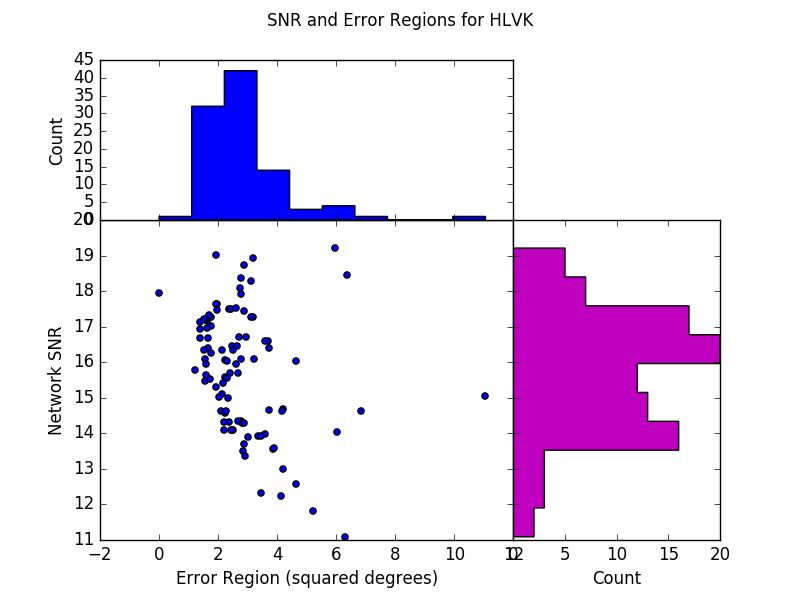 SNR and Error Regions for HLVK
45
40
35
30
25
20
15
10
5
0
Count
20
19
18
17
16
15
14
13
12
11
Network SNR
−2 0 2 4 6 8 10 12
Error Region (squared degrees)
0 5 10 15 20
Count